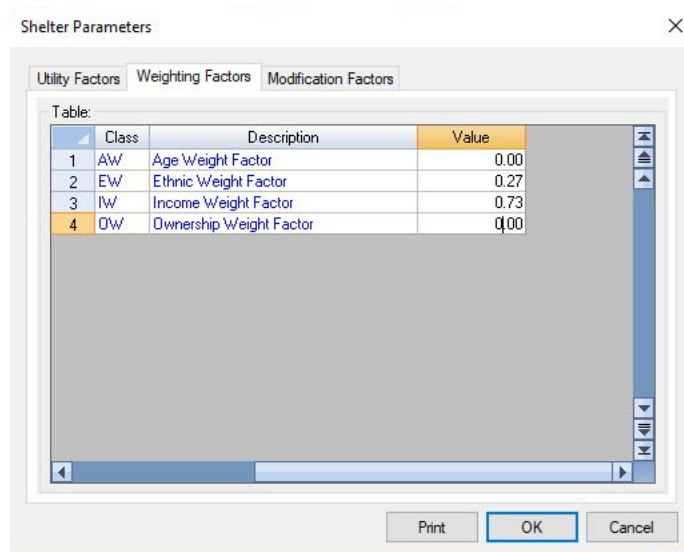 Shelter Parameters
Utility Factors Weighting Factors Modification Factors
Table:
Class Description Value
1 AW Age Weight Factor 0.00
2 EW Ethnic Weight Factor 0.27
3 IW Income Weight Factor 0.73
4 OW Ownership Weight Factor 0.00
Print OK Cancel